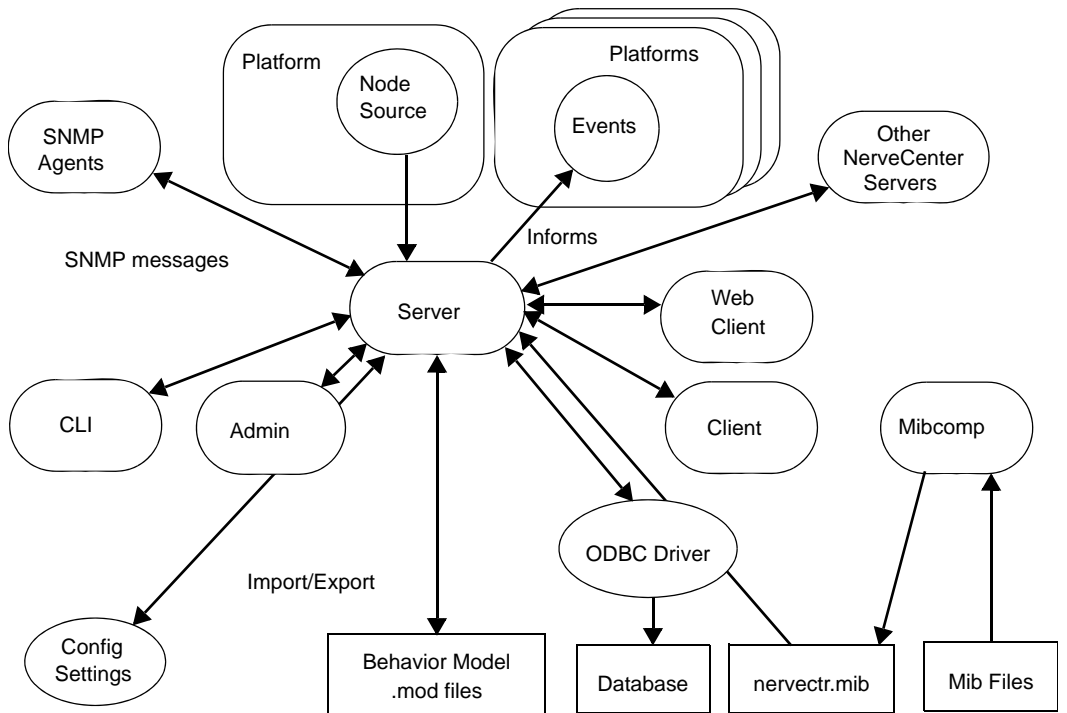 Platform
Node
Source
Platforms
Events
SNMP
Agents
Other
NerveCenter
Servers
Informs
SNMP messages
Server
Web
Client
CLI
Admin
Client
Mibcomp
ODBC Driver
Import/Export
Config
Settings
Behavior Model
.mod files
Database
nervectr.mib
Mib Files